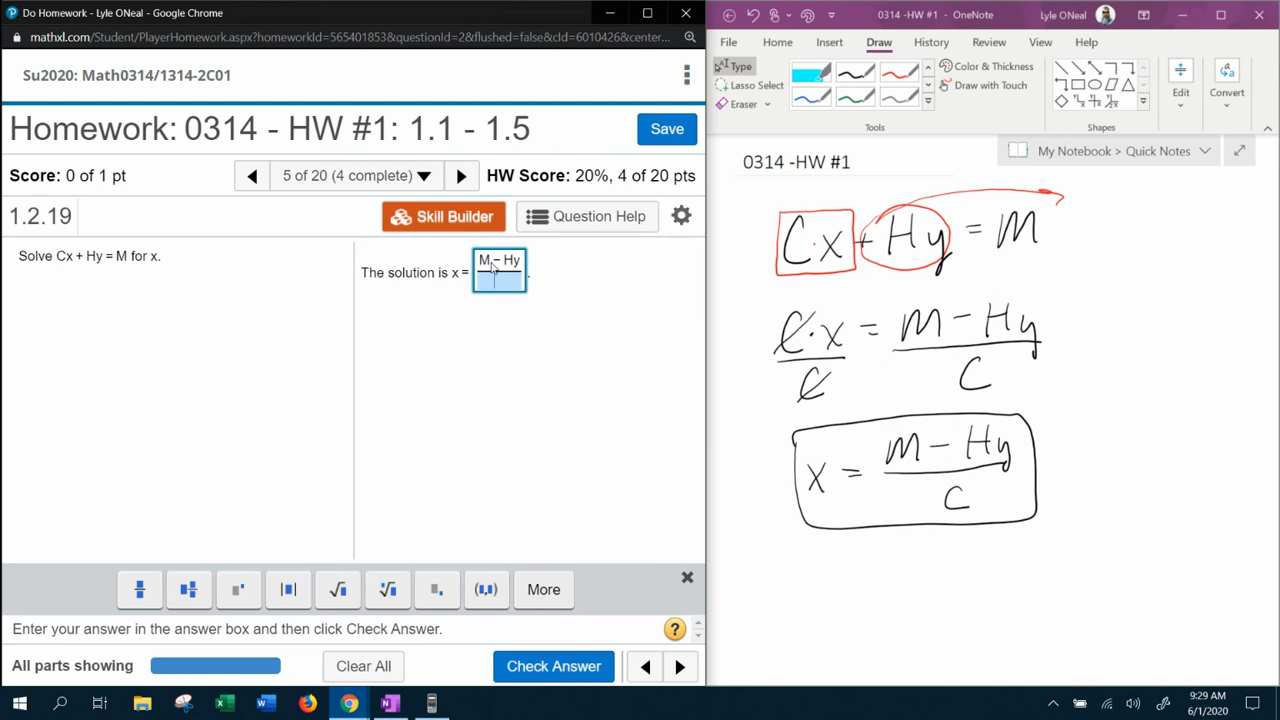 Do Homework - Lyle ONeal - Google Chrome
mathxl.com/Student/PlayerHomework.aspx?homeworkId=565401853&questionId=2&flushed=false&cId=6010426&center...
Su2020: Math0314/1314-2C01
Homework: 0314 - HW #1: 1.1 - 1.5
Save
Score: 0 of 1 pt
5 of 20 (4 complete)
HW Score: 20%, 4 of 20 pts
1.2.19
Skill Builder
Question Help
Solve Cx + Hy = M for x.
The solution is x = M − Hy
.
More
Enter your answer in the answer box and then click Check Answer.
?
All parts showing
Clear All
Check Answer
0314 -HW #1 - OneNote
Lyle ONeal
File Home Insert Draw History Review View Help
Type
Lasso Select
Eraser
Color & Thickness
Draw with Touch
Edit
Convert
Tools
Shapes
0314 -HW #1
My Notebook > Quick Notes
C·x + Hy = M
C·x = M − Hy
C C
x = M − Hy
C
9:29 AM
6/1/2020